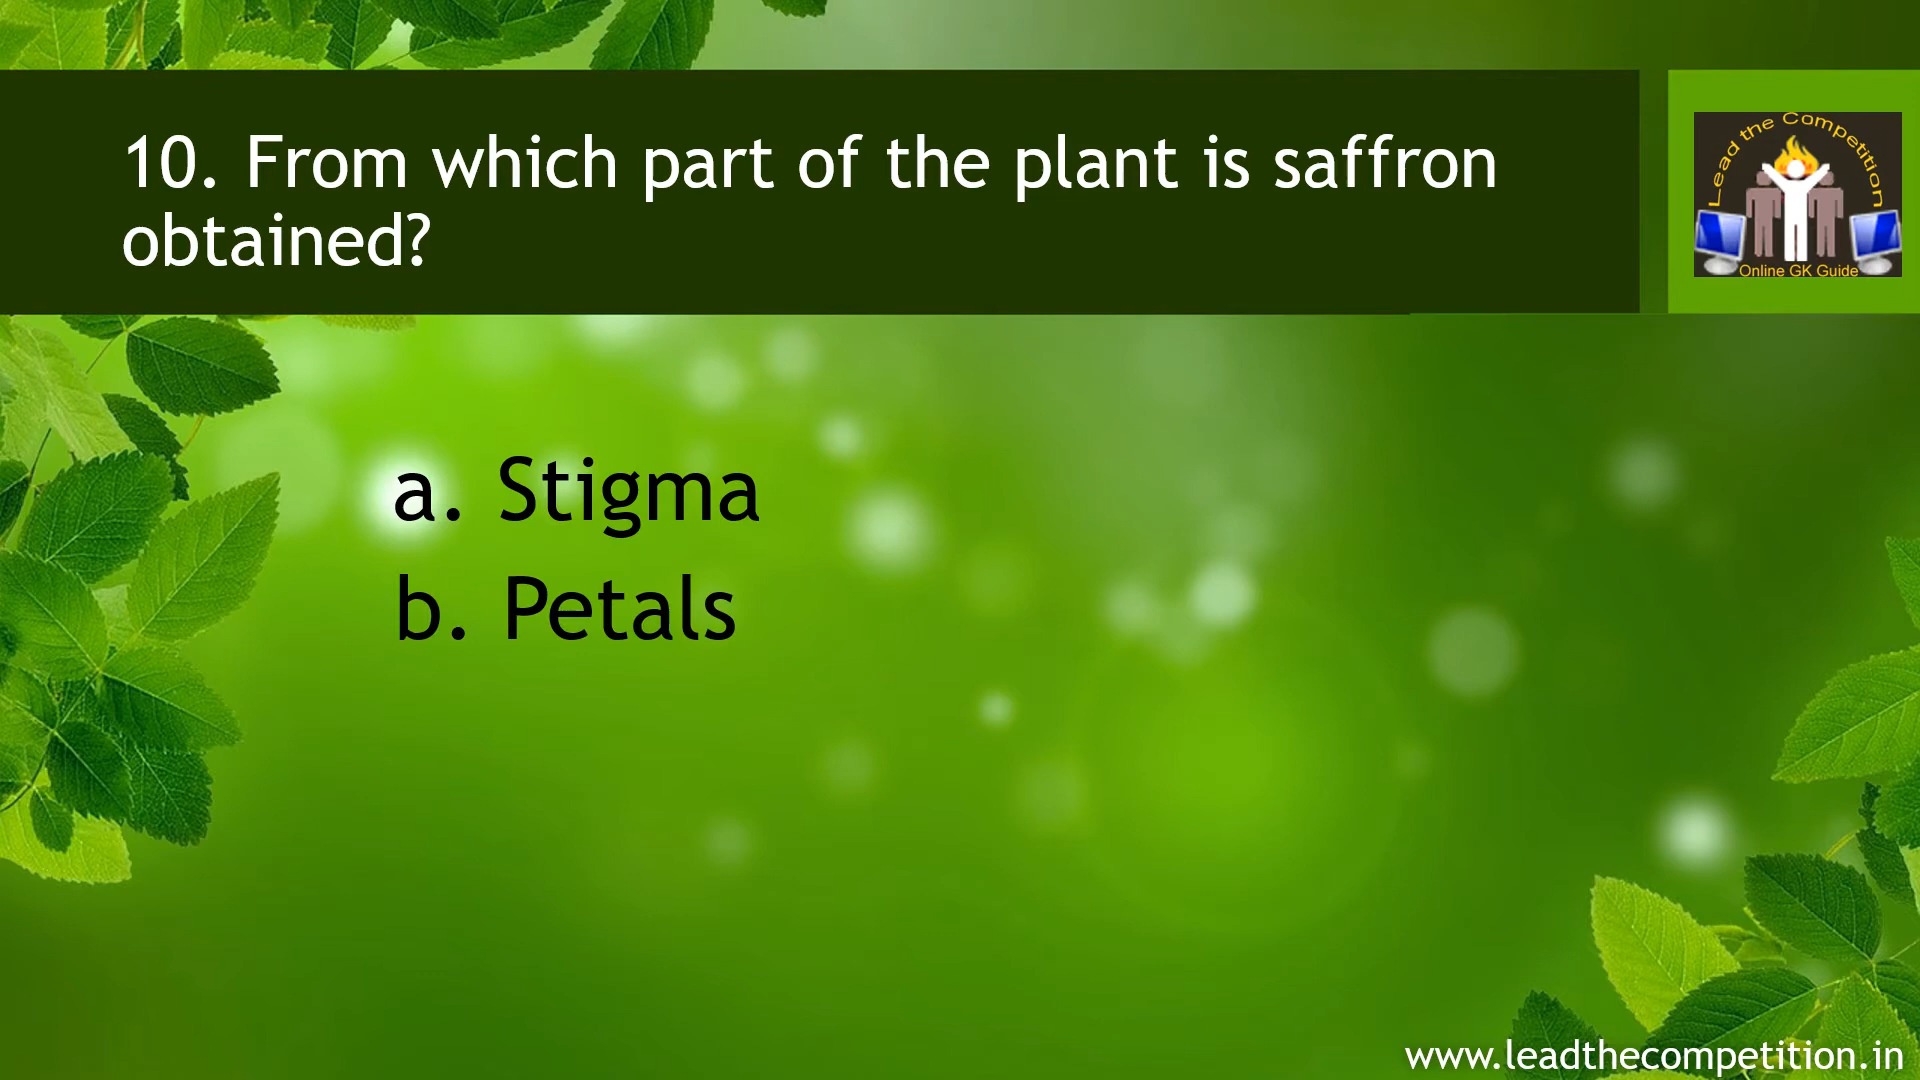 10. From which part of the plant is saffron
obtained?
Lead the Competition
Online GK Guide
a. Stigma
b. Petals
www.leadthecompetition.in